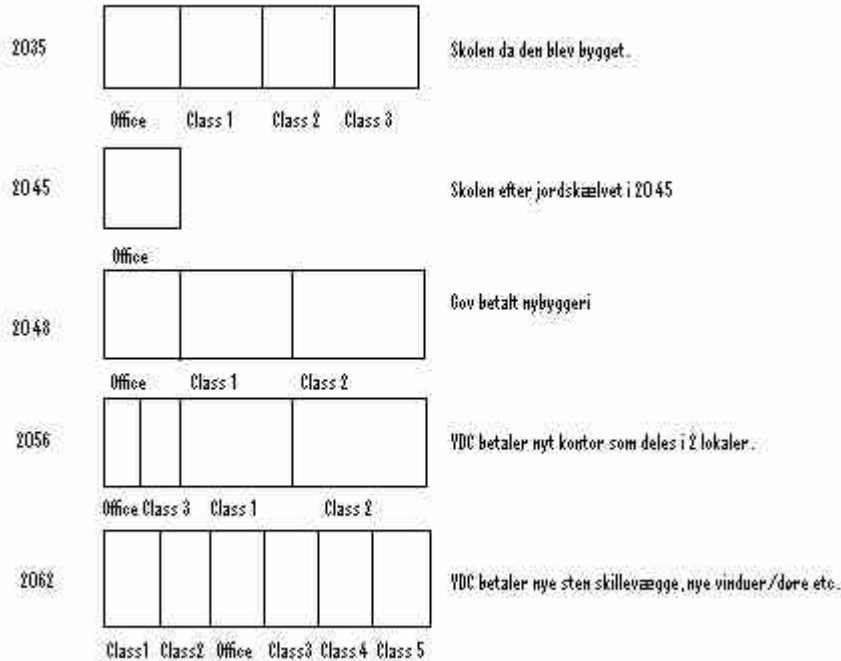 2035 Skolen da den blev bygget.
Office Class 1 Class 2 Class 3
2045 Skolen efter jordskælvet i 2045
Office
Gov betalt nybyggeri
2048
Office Class 1 Class 2
2056 VDC betaler nyt kontor som deles i 2 lokaler.
Office Class 3 Class 1 Class 2
2062 VDC betaler nye sten skillevægge, nye vinduer/døre etc.
Class1 Class2 Office Class3 Class 4 Class 5